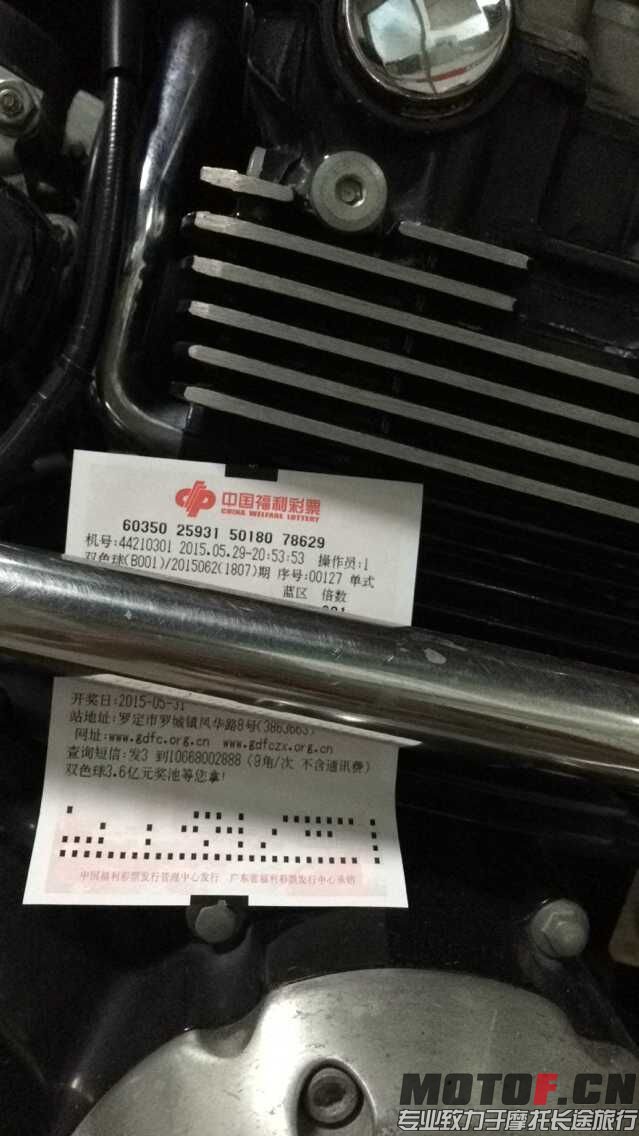 中国福利彩票
CHINA WELFARE LOTTERY
60350 25931 50180 78629
机号:44210301 2015.05.29-20:53:53 操作员:1
双色球(B001)/2015062(1807)期 序号:00127 单式
蓝区 倍数
开奖日:2015-05-31
站地址:罗定市罗城镇凤华路8号(3863663)
网址:www.gdfc.org.cn www.gdfczx.org.cn
查询短信:发3 到10668002888 (9角/次 不含通讯费)
双色球3.6亿元奖池等您拿!
中国福利彩票发行管理中心发行 广东省福利彩票发行中心承销
MOTOF.CN
专业致力于摩托长途旅行